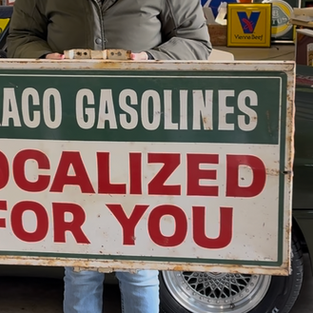 ACO GASOLINES
OCALIZED
FOR YOU
V